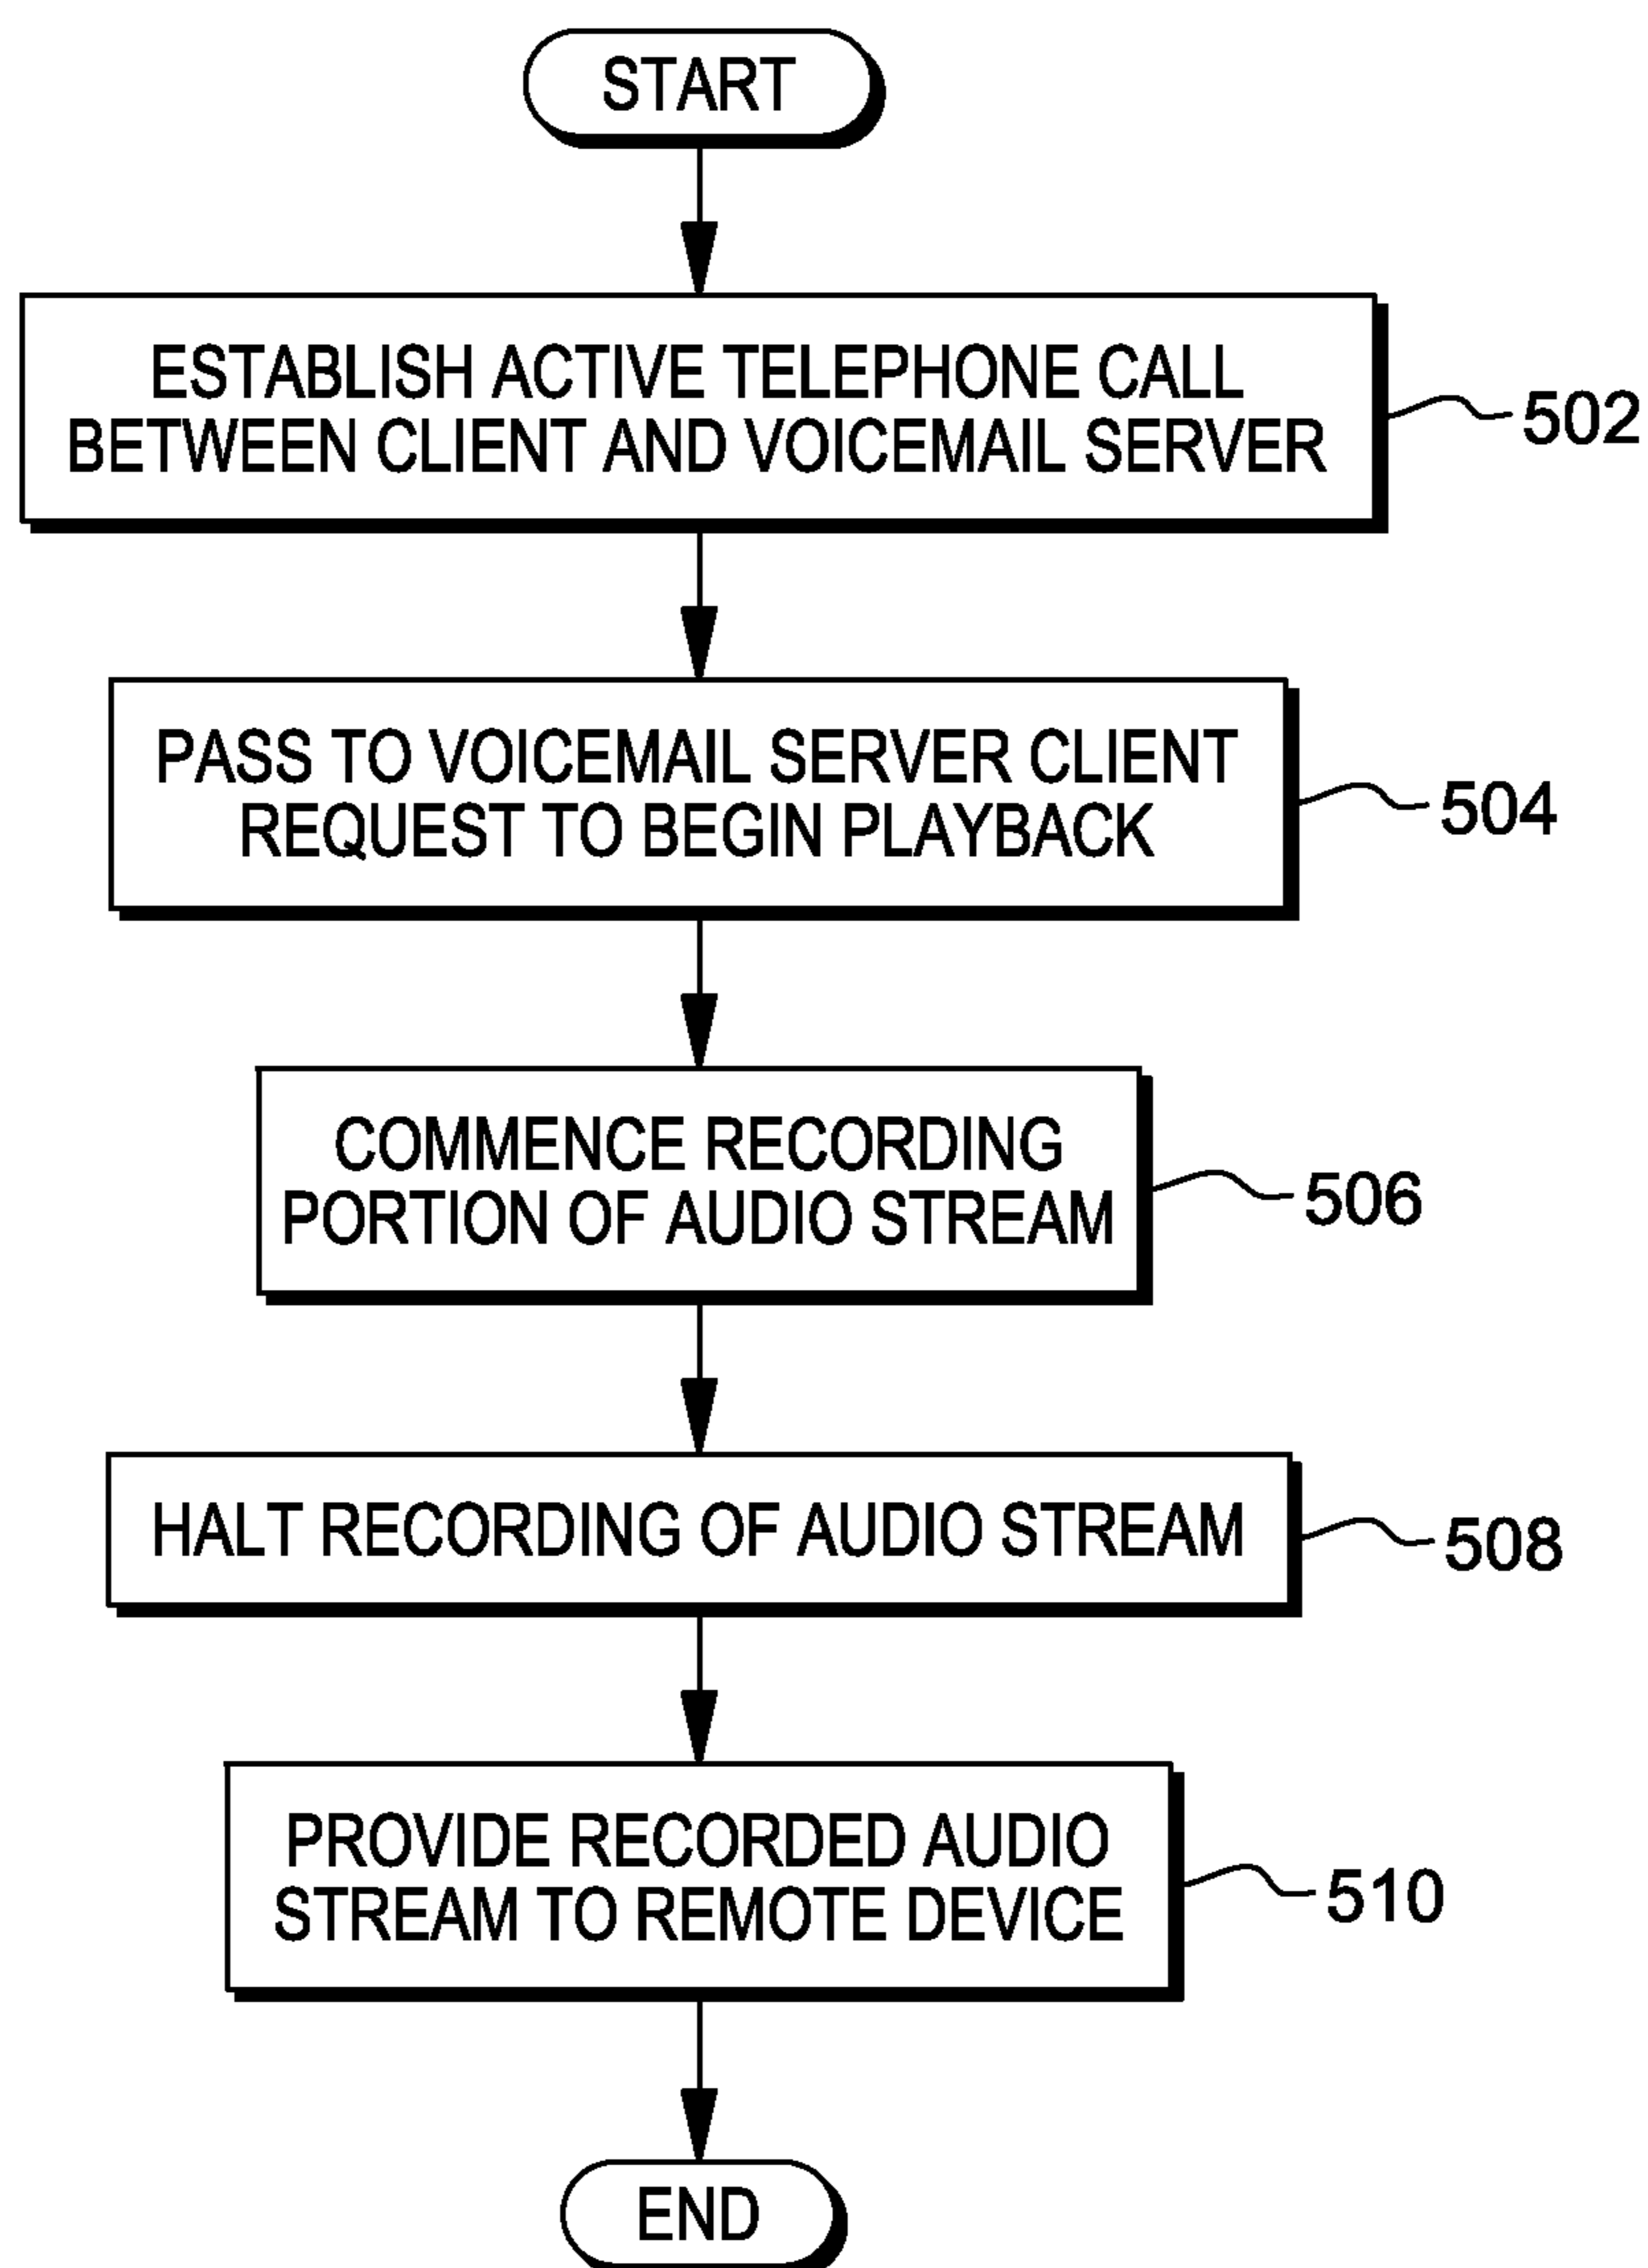 START
ESTABLISH ACTIVE TELEPHONE CALL
BETWEEN CLIENT AND VOICEMAIL SERVER
502
PASS TO VOICEMAIL SERVER CLIENT
REQUEST TO BEGIN PLAYBACK
504
COMMENCE RECORDING
PORTION OF AUDIO STREAM
506
HALT RECORDING OF AUDIO STREAM
508
PROVIDE RECORDED AUDIO
STREAM TO REMOTE DEVICE
510
END